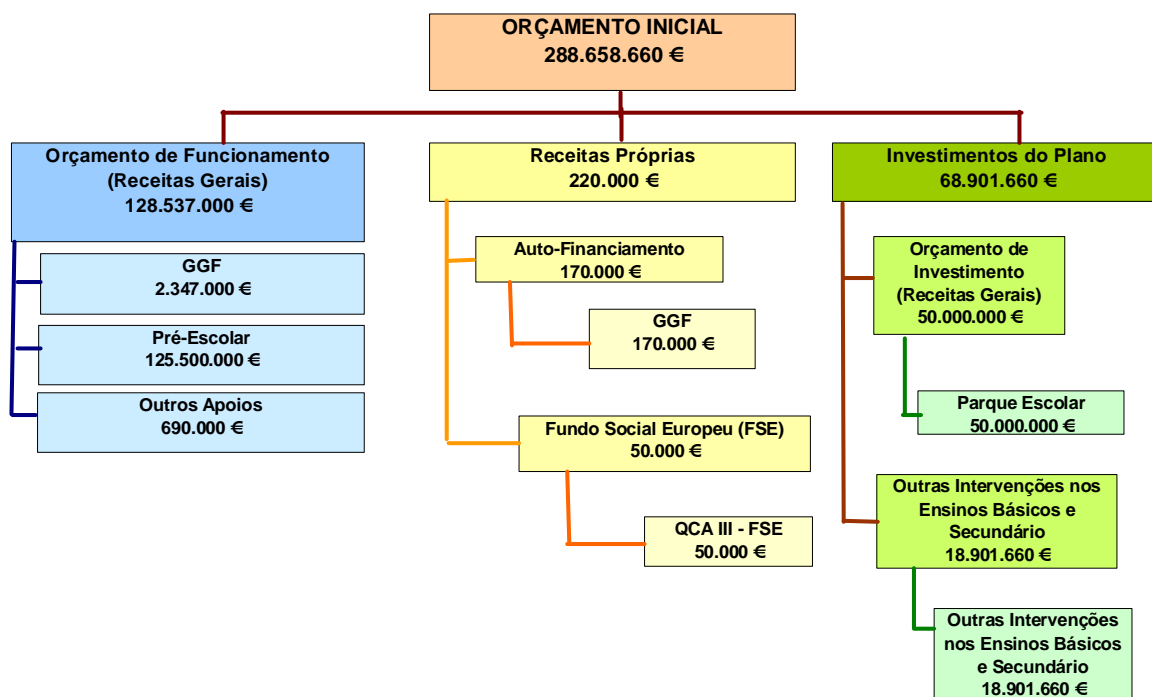 ORÇAMENTO INICIAL
288.658.660 €
Orçamento de Funcionamento
(Receitas Gerais)
128.537.000 €
GGF
2.347.000 €
Pré-Escolar
125.500.000 €
Outros Apoios
690.000 €
Receitas Próprias
220.000 €
Auto-Financiamento
170.000 €
GGF
170.000 €
Fundo Social Europeu (FSE)
50.000 €
QCA III - FSE
50.000 €
Investimentos do Plano
68.901.660 €
Orçamento de
Investimento
(Receitas Gerais)
50.000.000 €
Parque Escolar
50.000.000 €
Outras Intervenções nos
Ensinos Básicos e
Secundário
18.901.660 €
Outras Intervenções
nos Ensinos Básicos
e Secundário
18.901.660 €